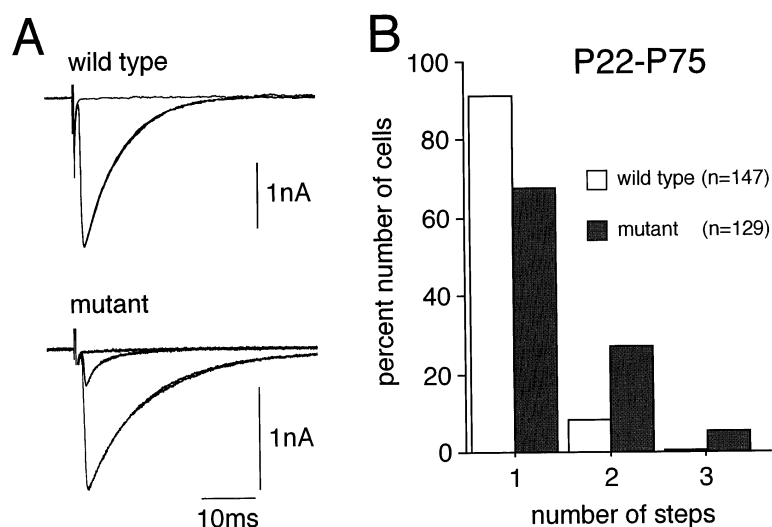 A
wild type
1nA
mutant
1nA
10ms
B
P22-P75
percent number of cells
100
80
60
40
20
0
wild type (n=147)
mutant (n=129)
1 2 3
number of steps